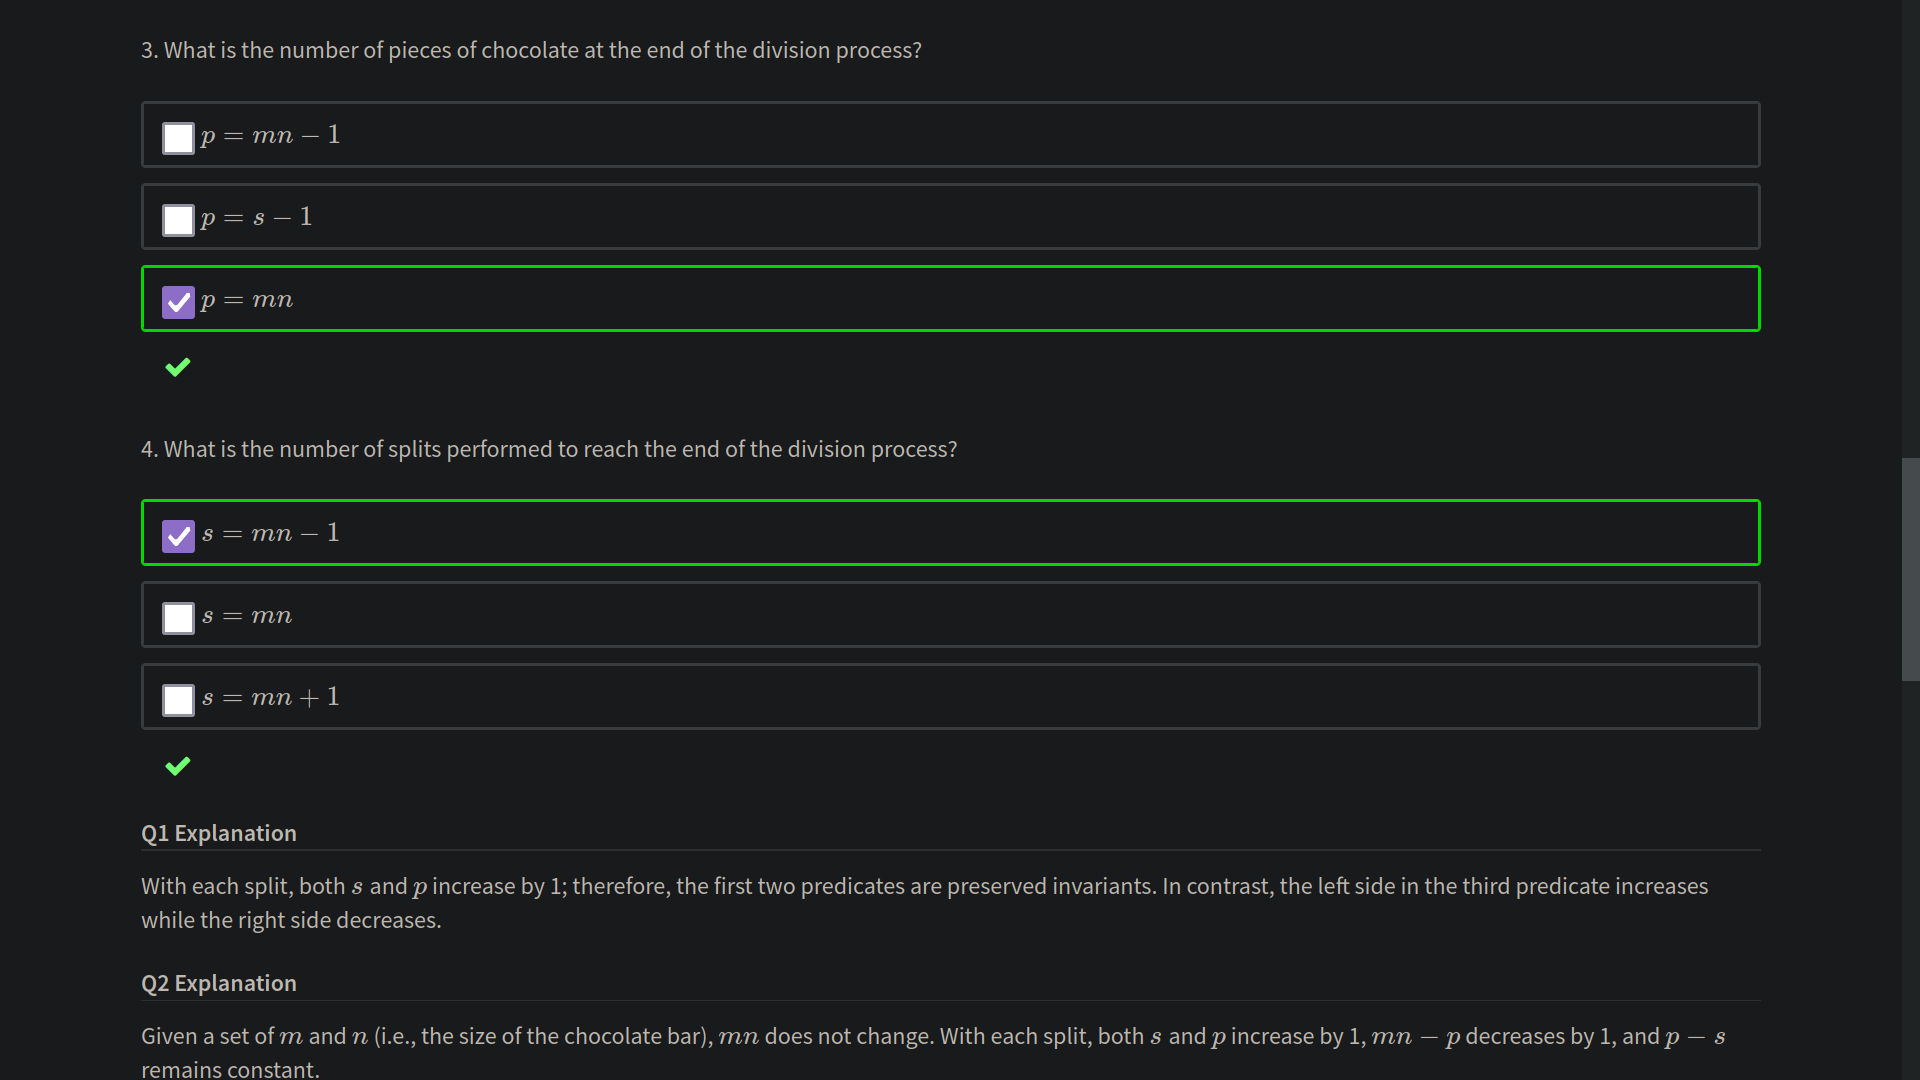 3. What is the number of pieces of chocolate at the end of the division process?
p = mn − 1
p = s − 1
p = mn
4. What is the number of splits performed to reach the end of the division process?
s = mn − 1
s = mn
s = mn + 1
Q1 Explanation
With each split, both s and p increase by 1; therefore, the first two predicates are preserved invariants. In contrast, the left side in the third predicate increases
while the right side decreases.
Q2 Explanation
Given a set of m and n (i.e., the size of the chocolate bar), mn does not change. With each split, both s and p increase by 1, mn − p decreases by 1, and p − s
remains constant.